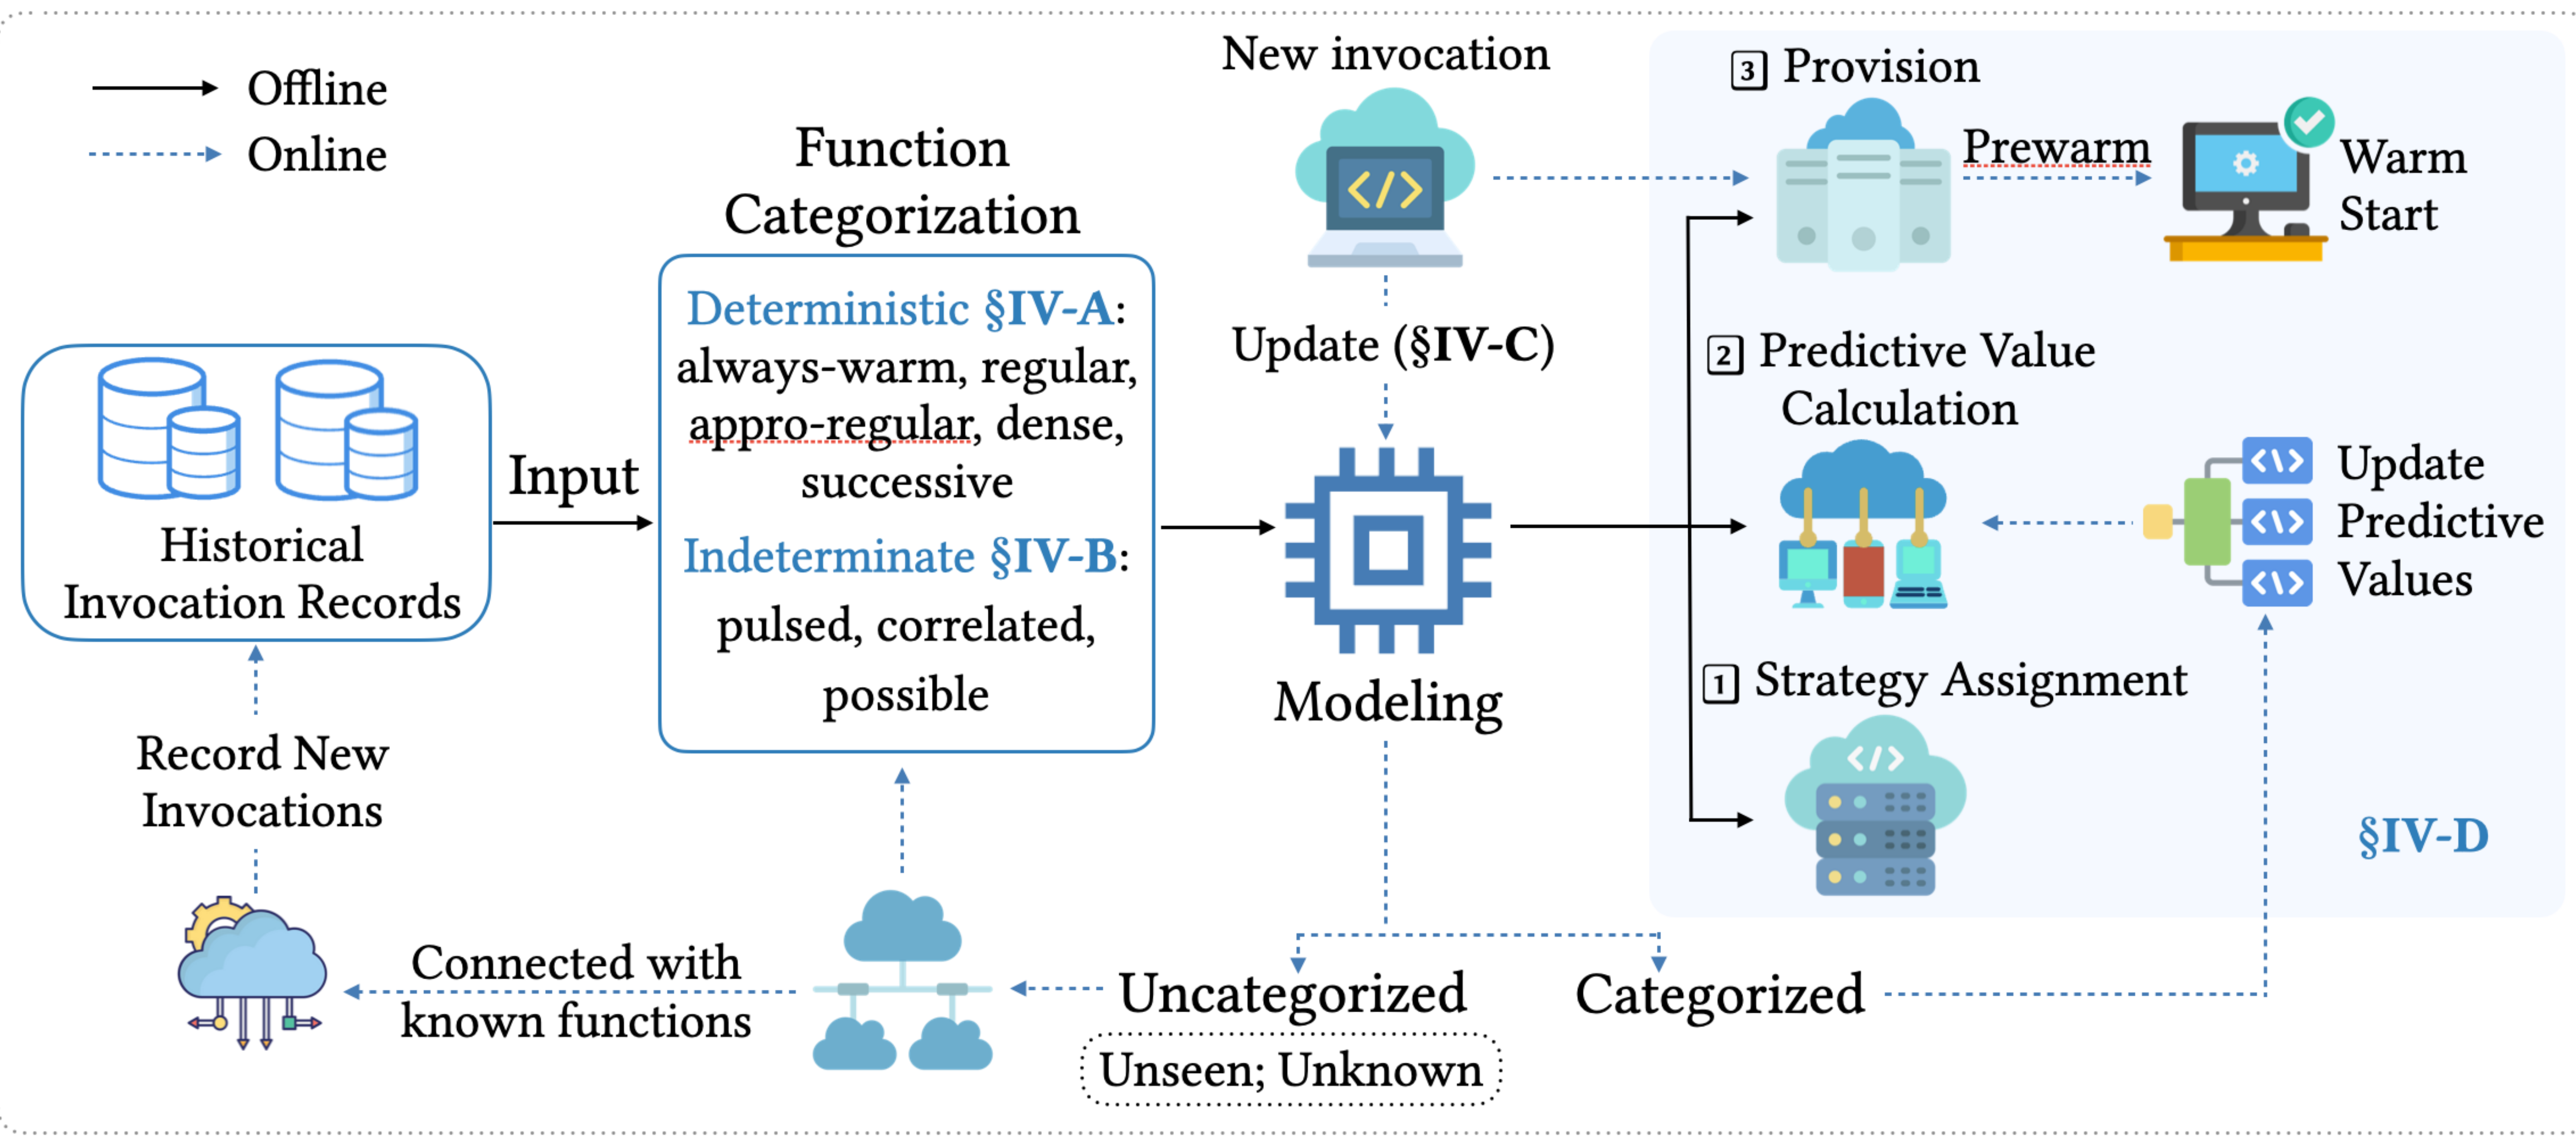 Offline
Online
Historical
Invocation Records
Input
Record New
Invocations
Function
Categorization
Deterministic §IV-A:
always-warm, regular,
appro-regular, dense,
successive
Indeterminate §IV-B:
pulsed, correlated,
possible
New invocation
Update (§IV-C)
Modeling
3 Provision
Prewarm
Warm
Start
2 Predictive Value
Calculation
Update
Predictive
Values
1 Strategy Assignment
</>
§IV-D
Connected with
known functions
Uncategorized
Unseen; Unknown
Categorized
</>
<\>
<\>
<\>